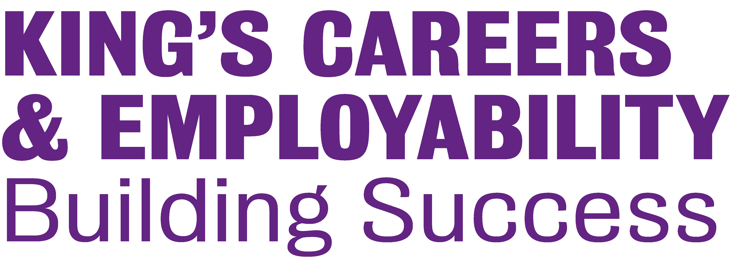 KING’S CAREERS
& EMPLOYABILITY
Building Success